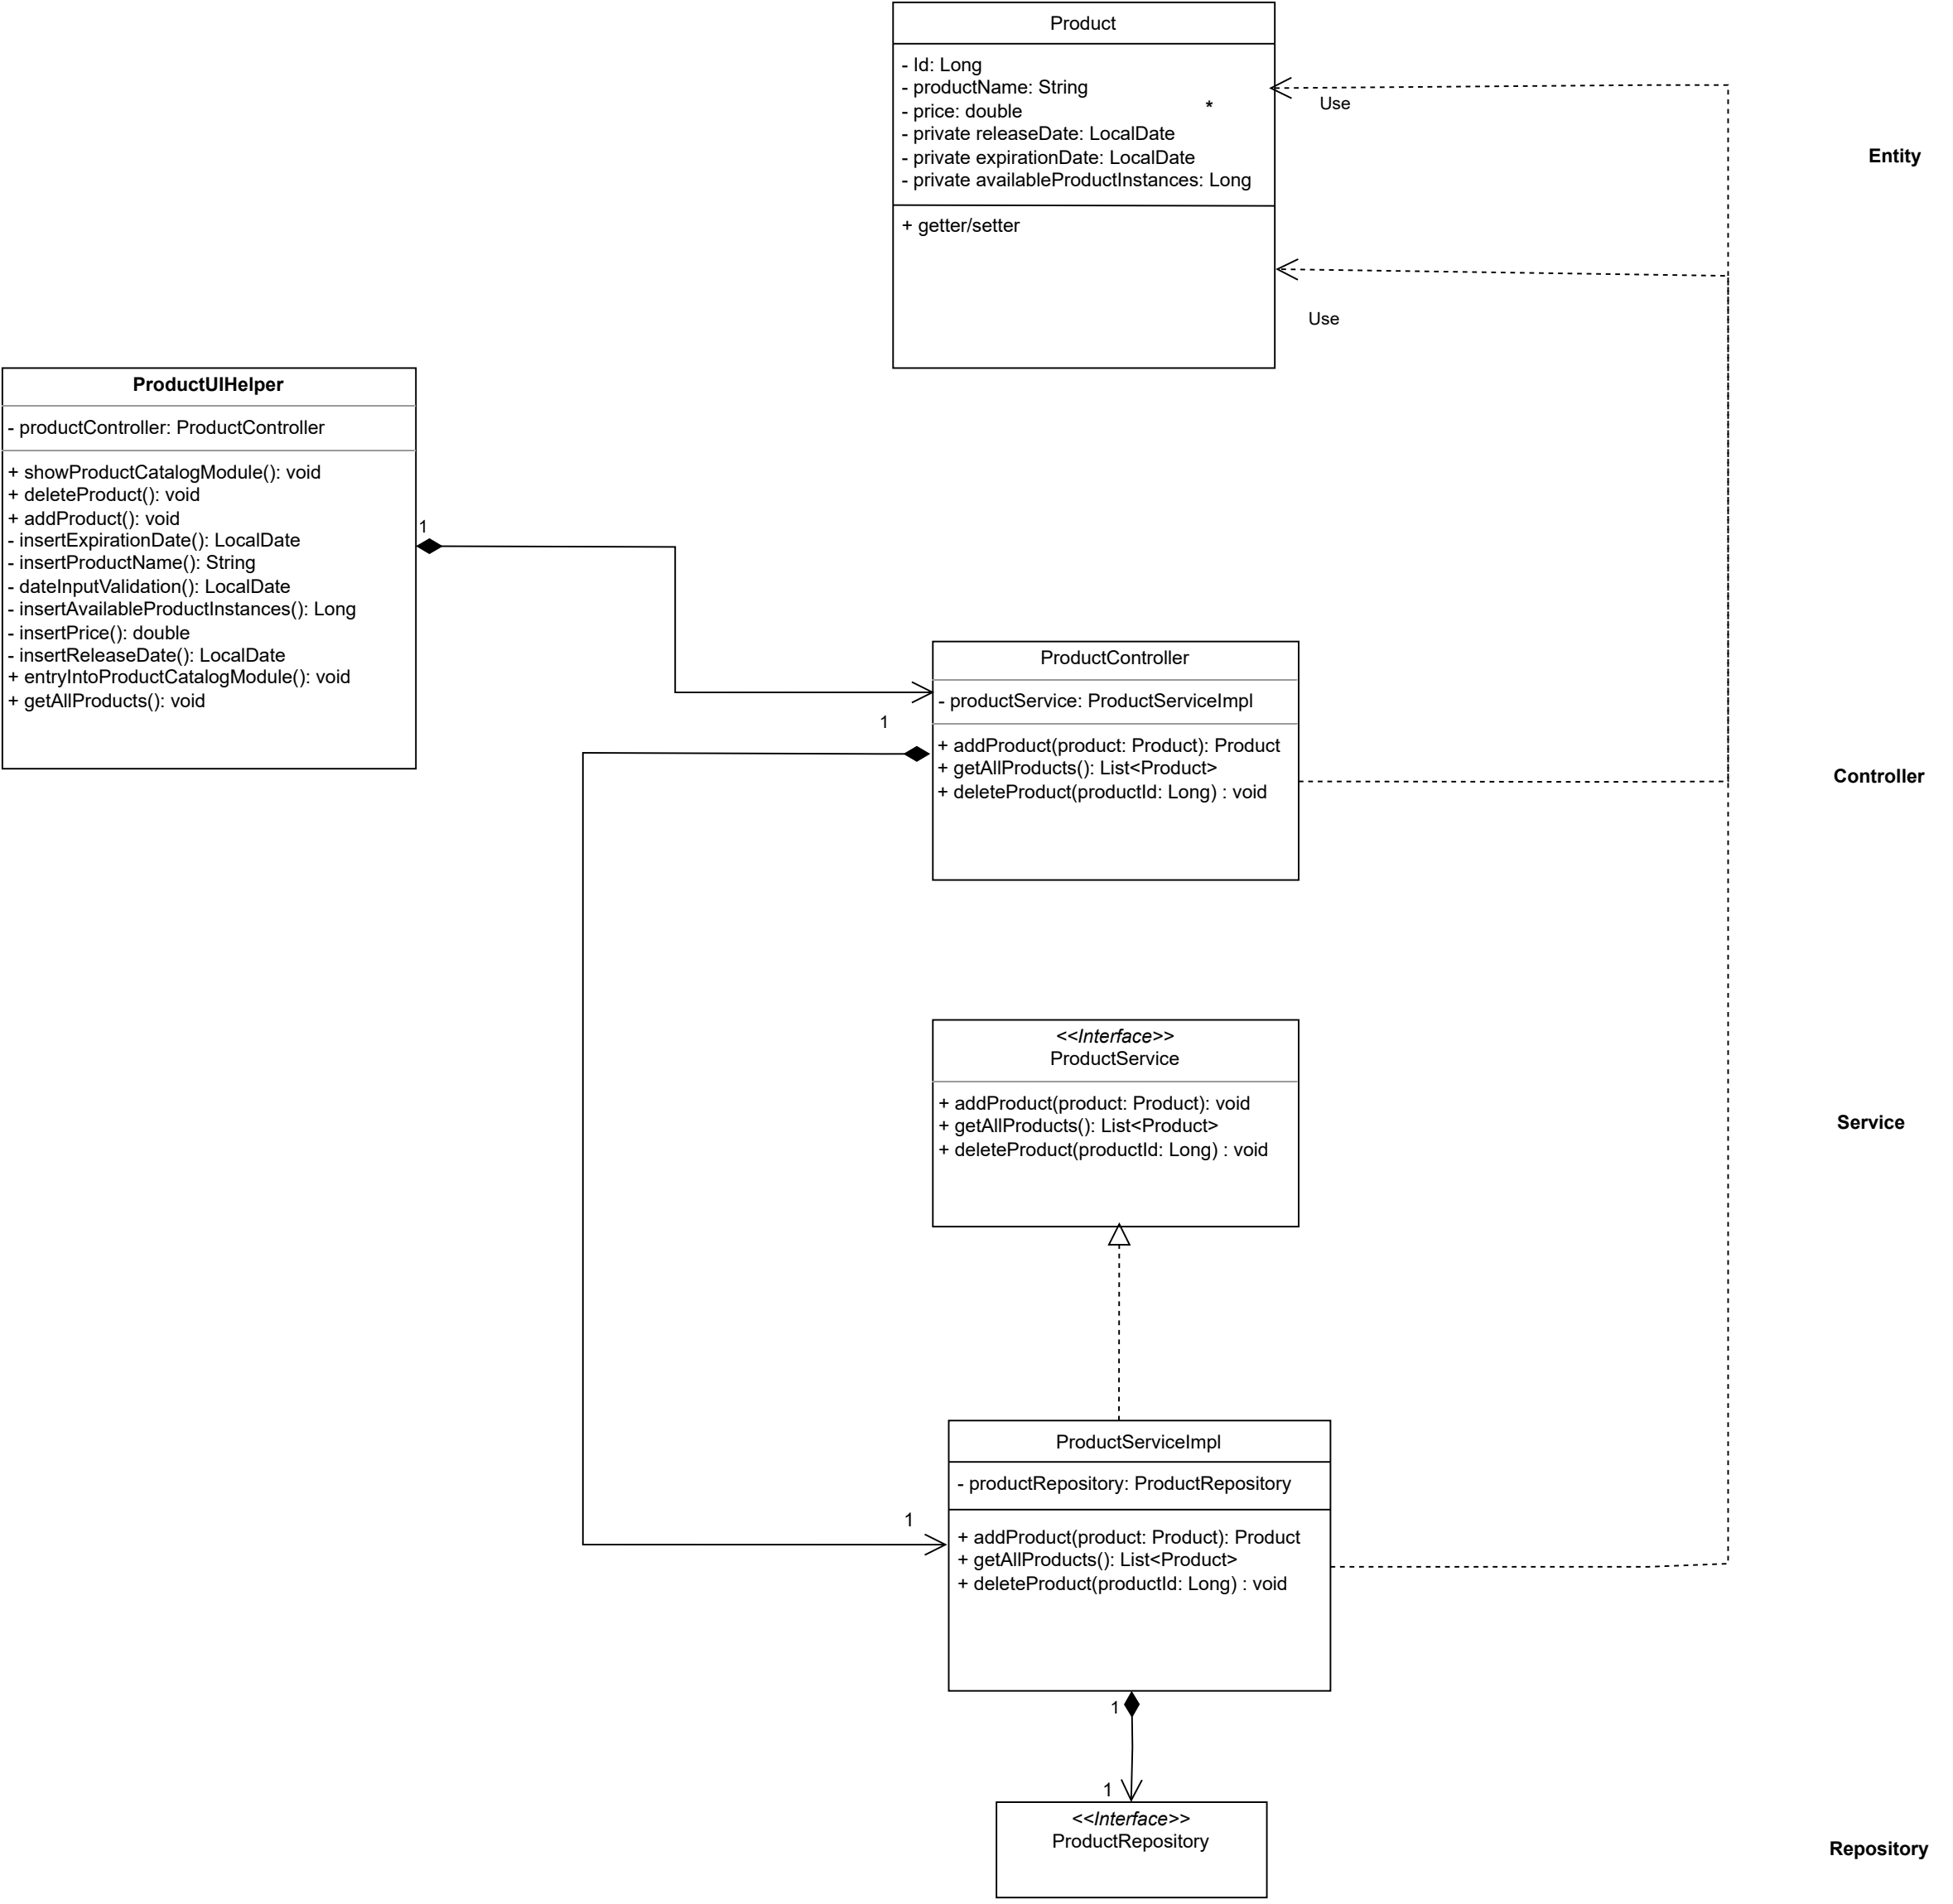 Product
- Id: Long
- productName: String
- price: double
*
- private releaseDate: LocalDate
- private expirationDate: LocalDate
- private availableProductInstances: Long
+ getter/setter
Use
Use
Entity
ProductUIHelper
- productController: ProductController
+ showProductCatalogModule(): void
+ deleteProduct(): void
+ addProduct(): void
- insertExpirationDate(): LocalDate
- insertProductName(): String
- dateInputValidation(): LocalDate
- insertAvailableProductInstances(): Long
- insertPrice(): double
- insertReleaseDate(): LocalDate
+ entryIntoProductCatalogModule(): void
+ getAllProducts(): void
1
1
ProductController
- productService: ProductServiceImpl
+ addProduct(product: Product): Product
+ getAllProducts(): List<Product>
+ deleteProduct(productId: Long) : void
Controller
<<Interface>>
ProductService
+ addProduct(product: Product): void
+ getAllProducts(): List<Product>
+ deleteProduct(productId: Long) : void
Service
ProductServiceImpl
- productRepository: ProductRepository
1
+ addProduct(product: Product): Product
+ getAllProducts(): List<Product>
+ deleteProduct(productId: Long) : void
1
1
<<Interface>>
ProductRepository
Repository